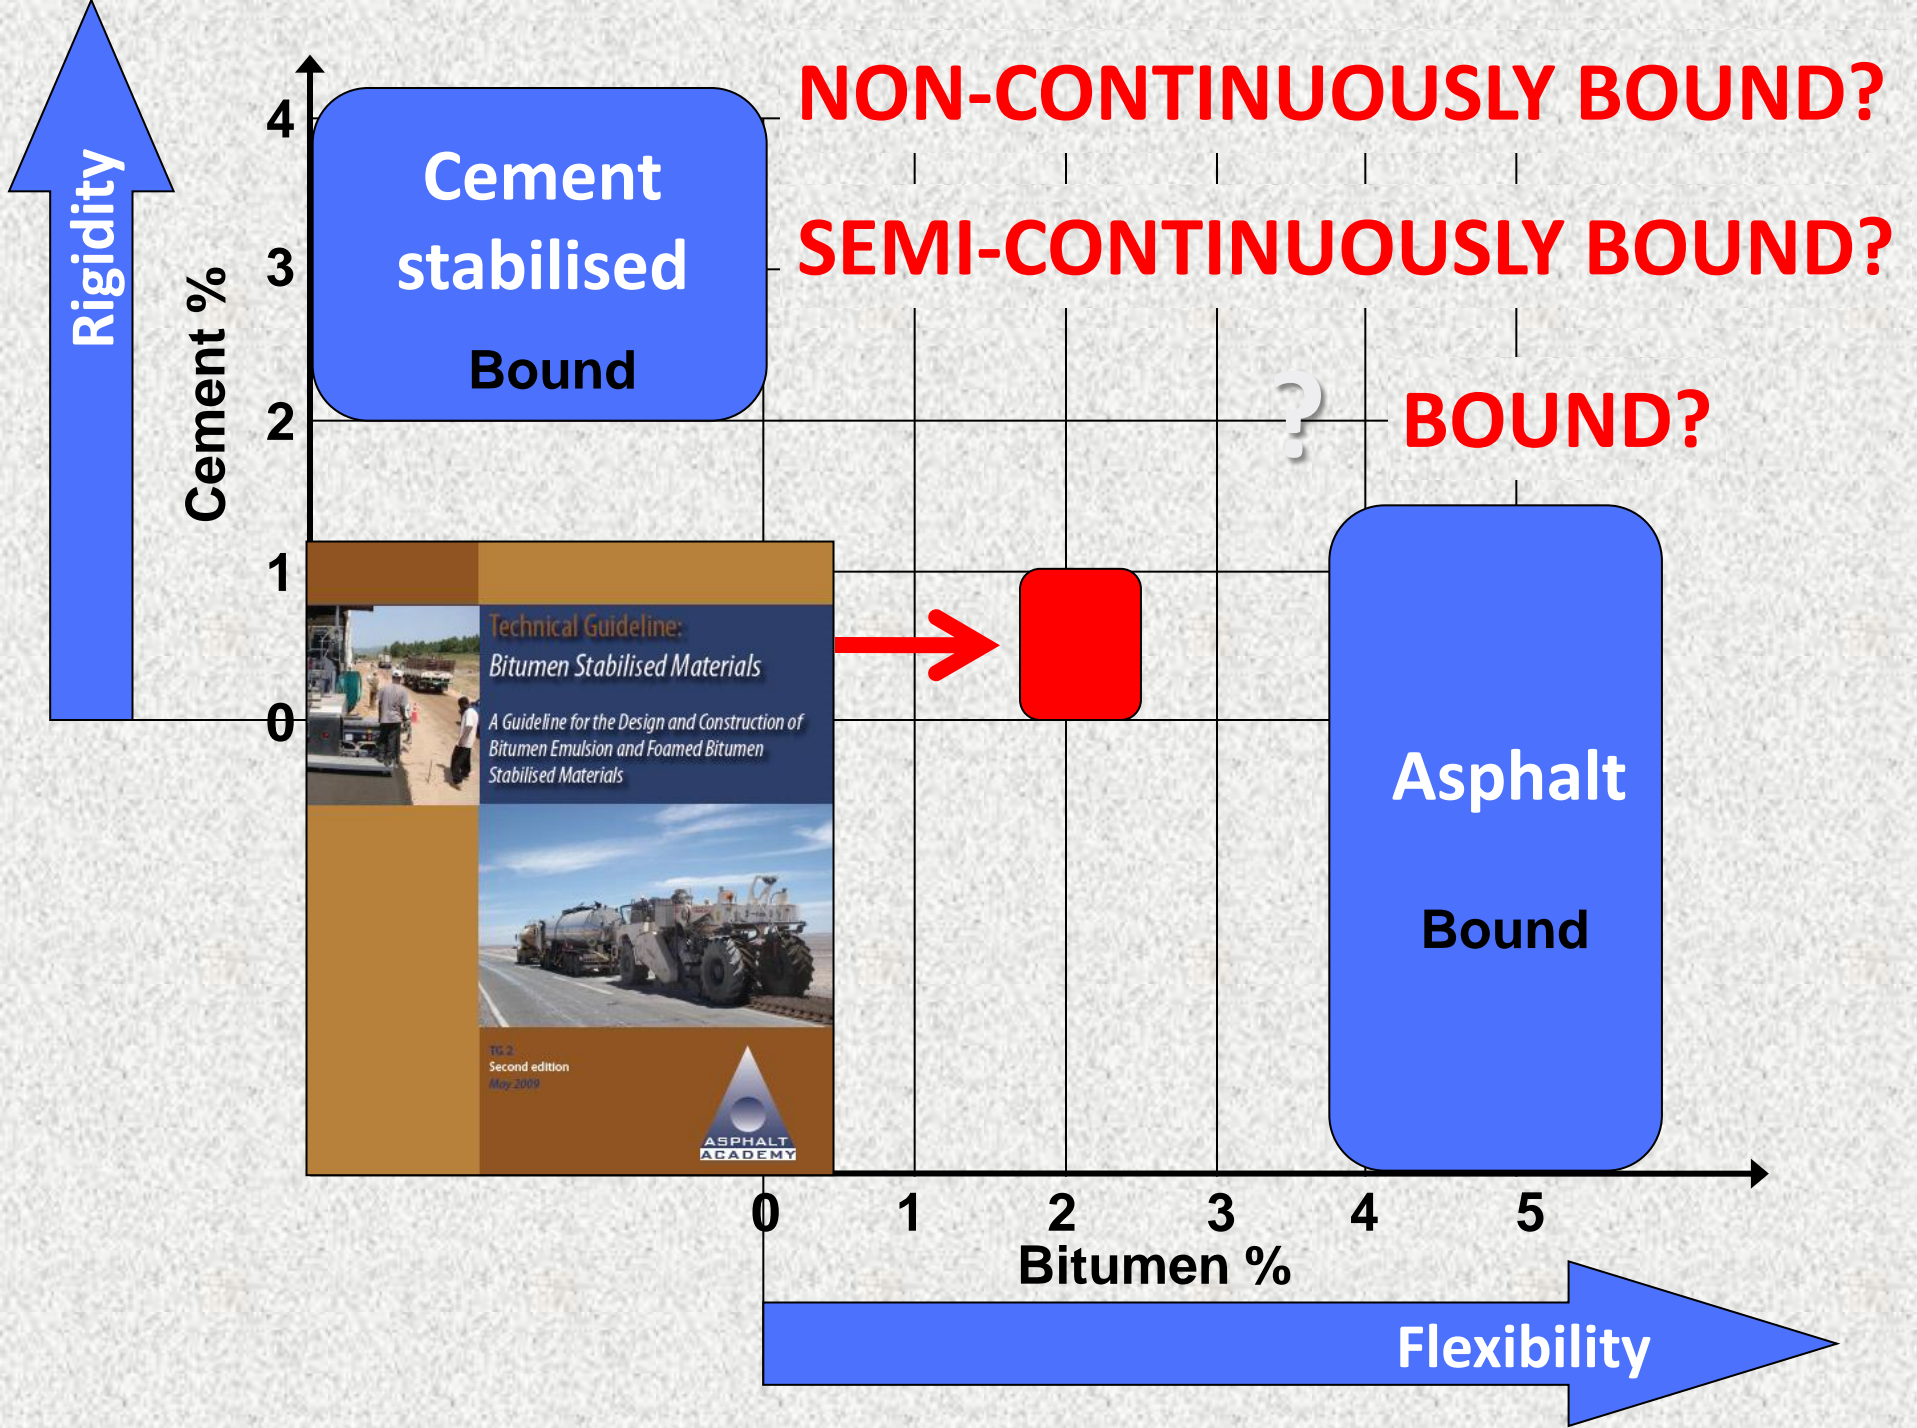 NON-CONTINUOUSLY BOUND?
4
Cement
stabilised
Bound
SEMI-CONTINUOUSLY BOUND?
3
Rigidity
Cement %
?
BOUND?
2
1
0
Technical Guideline:
Bitumen Stabilised Materials
A Guideline for the Design and Construction of
Bitumen Emulsion and Foamed Bitumen
Stabilised Materials
TG 2
Second edition
May 2009
ASPHALT
ACADEMY
Asphalt
Bound
0 1 2 3 4 5
Bitumen %
Flexibility